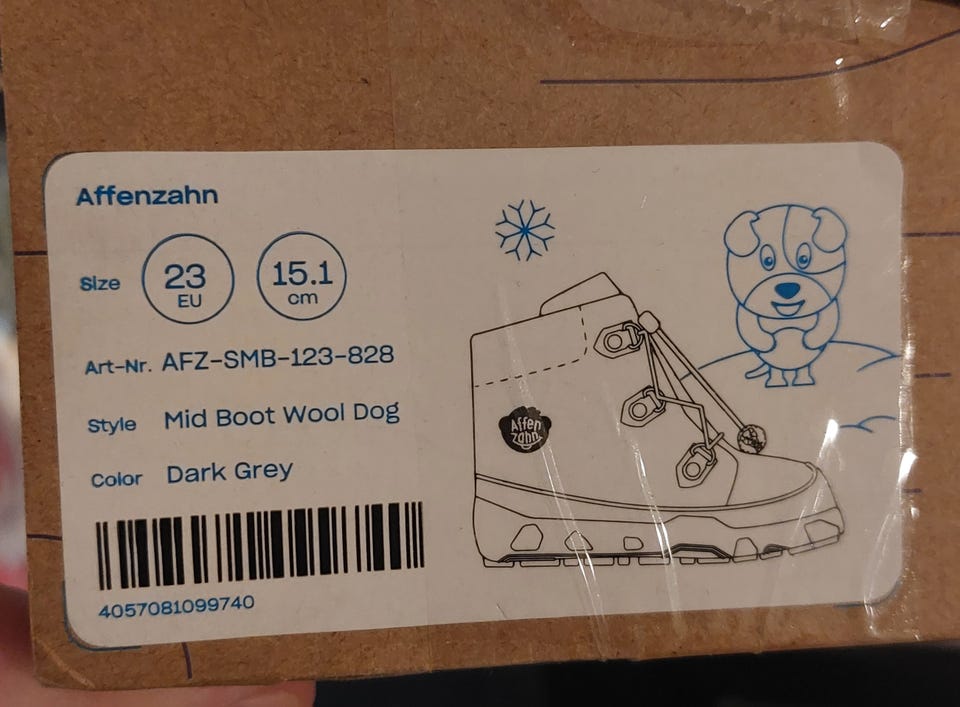 Affenzahn
Size 23 EU 15.1 cm
Art-Nr. AFZ-SMB-123-828
Style Mid Boot Wool Dog
Color Dark Grey
4057081099740
Affen
zahn